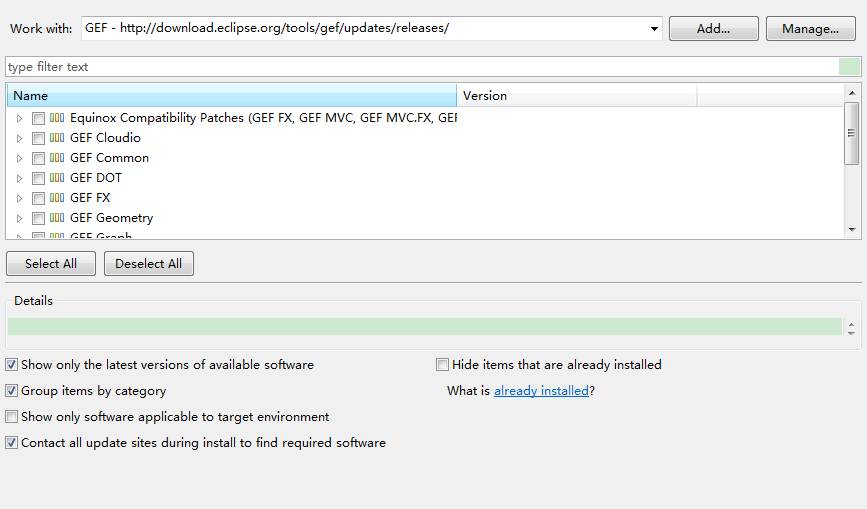 Work with: GEF - http://download.eclipse.org/tools/gef/updates/releases/ Add... Manage...
type filter text
Name Version
Equinox Compatibility Patches (GEF FX, GEF MVC, GEF MVC.FX, GEF
GEF Cloudio
GEF Common
GEF DOT
GEF FX
GEF Geometry
GEF Graph
Select All Deselect All
Details
Show only the latest versions of available software Hide items that are already installed
Group items by category What is already installed?
Show only software applicable to target environment
Contact all update sites during install to find required software